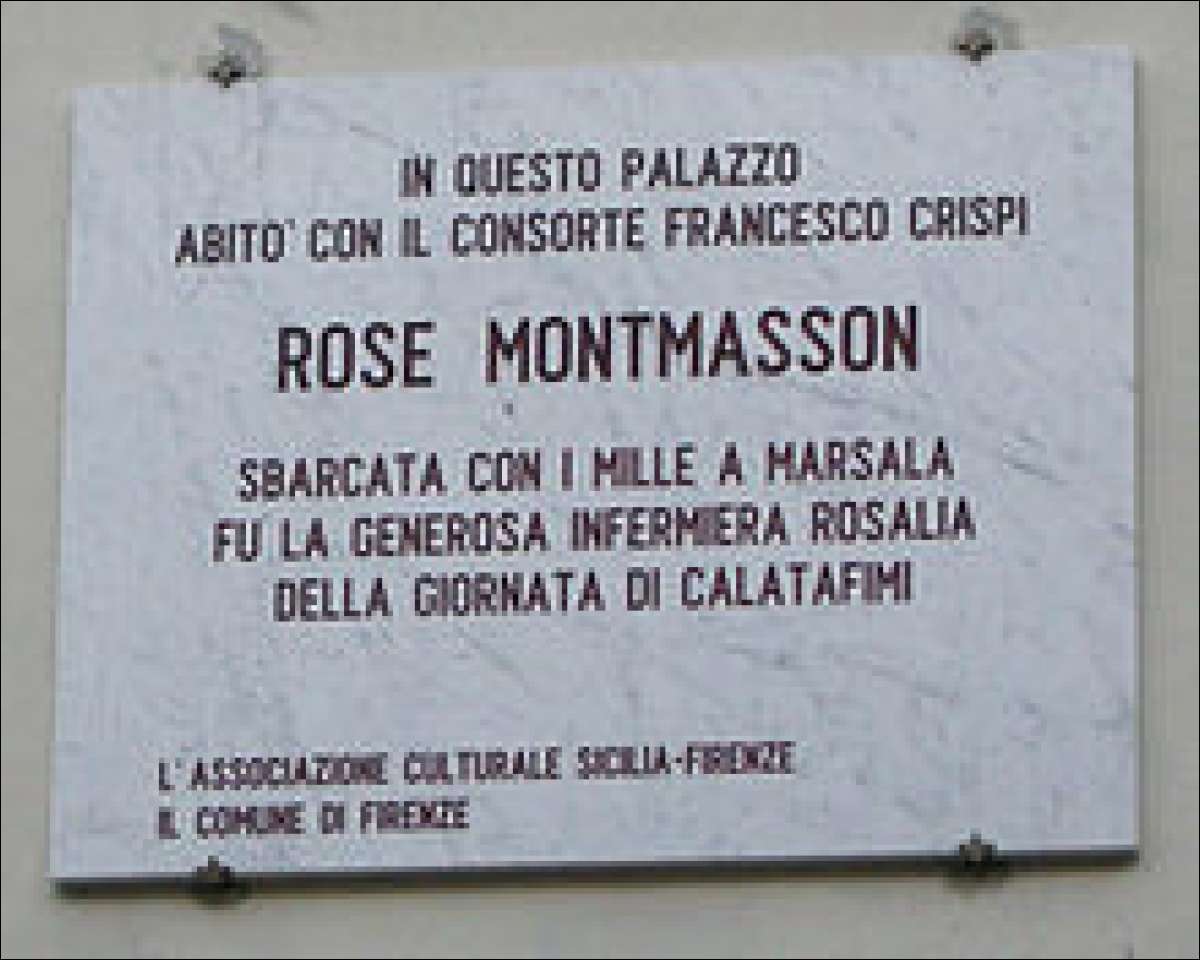 IN QUESTO PALAZZO
ABITO' CON IL CONSORTE FRANCESCO CRISPI
ROSE MONTMASSON
SBARCATA CON I MILLE A MARSALA
FU LA GENEROSA INFERMIERA ROSALIA
DELLA GIORNATA DI CALATAFIMI
L'ASSOCIAZIONE CULTURALE SICILIA-FIRENZE
IL COMUNE DI FIRENZE